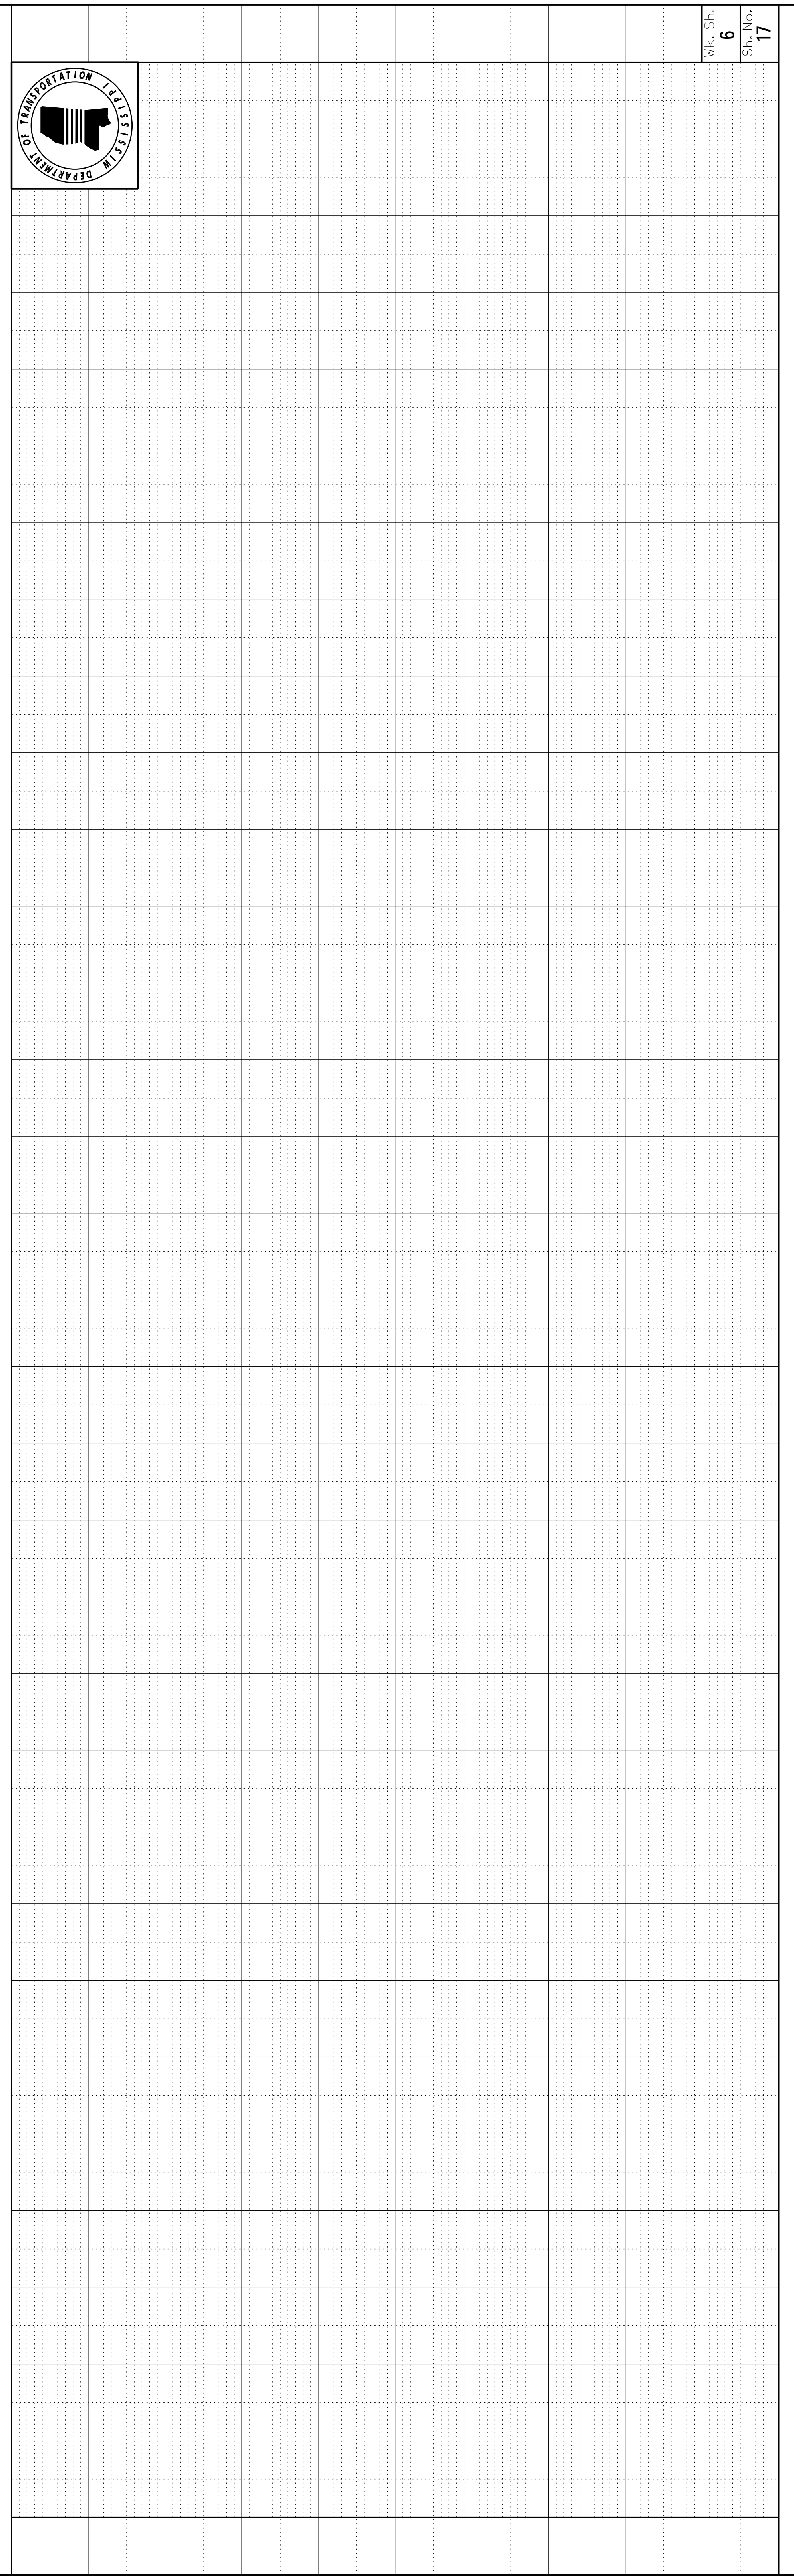 Wk. Sh.
6
Sh. No.
17
MISSISSIPPI
DEPARTMENT OF TRANSPORTATION